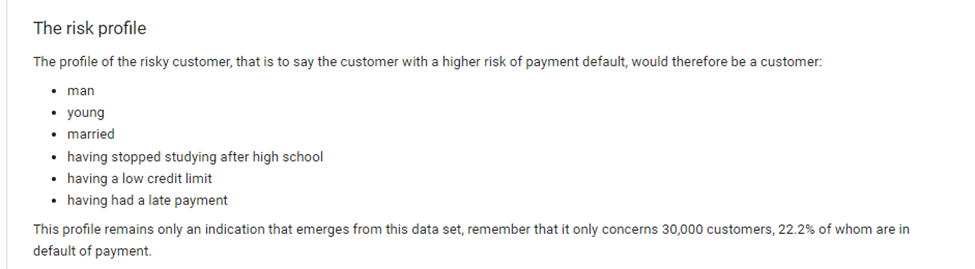 The risk profile
The profile of the risky customer, that is to say the customer with a higher risk of payment default, would therefore be a customer:
• man
• young
• married
• having stopped studying after high school
• having a low credit limit
• having had a late payment
This profile remains only an indication that emerges from this data set, remember that it only concerns 30,000 customers, 22.2% of whom are in
default of payment.